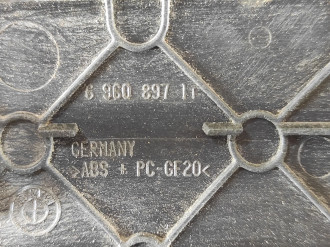 6 960 897 11
GERMANY
>ABS + PC-GF20<